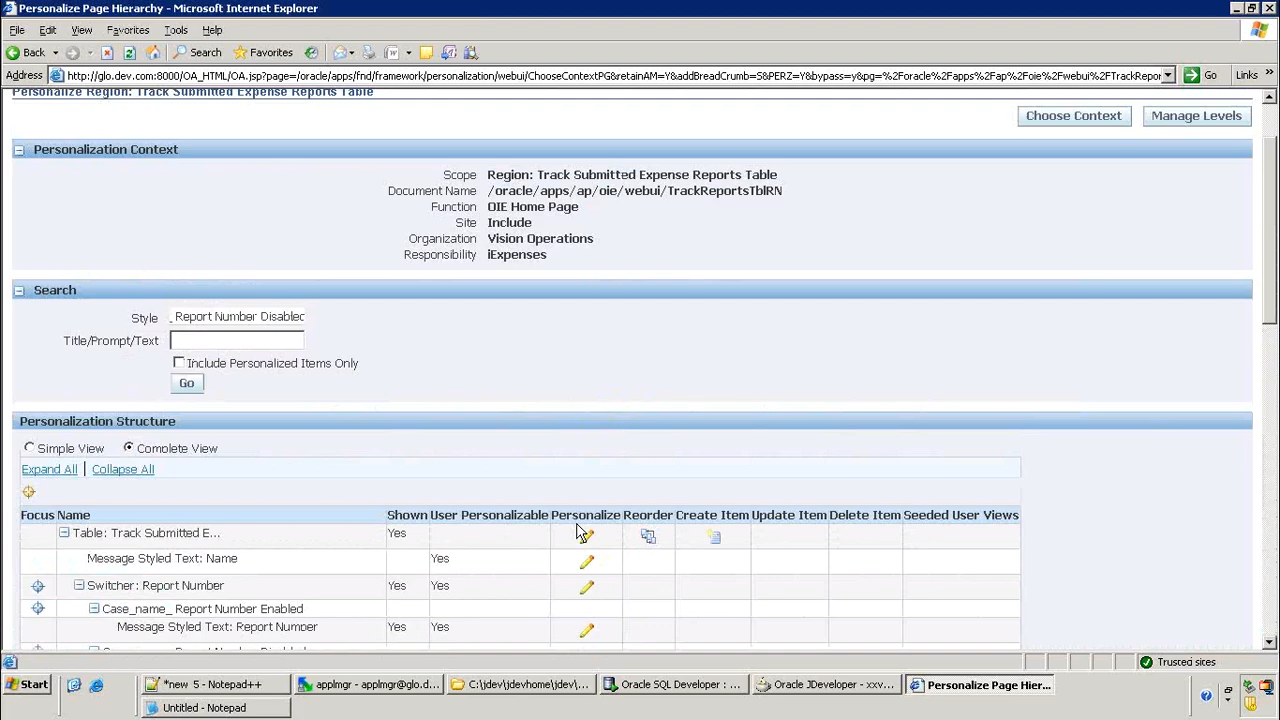 Personalize Page Hierarchy - Microsoft Internet Explorer
File Edit View Favorites Tools Help
Back Search Favorites
Address http://glo.dev.com:8000/OA_HTML/OA.jsp?page=/oracle/apps/fnd/framework/personalization/webui/ChooseContextPG&retainAM=Y&addBreadCrumb=S&PERZ=Y&bypass=y&pg=%2Foracle%2Fapps%2Fap%2Foie%2Fwebui%2FTrackRepor Go Links »
Personalize Region: Track Submitted Expense Reports Table
Choose Context Manage Levels
Personalization Context
Scope Region: Track Submitted Expense Reports Table
Document Name /oracle/apps/ap/oie/webui/TrackReportsTblRN
Function OIE Home Page
Site Include
Organization Vision Operations
Responsibility iExpenses
Search
Style _ Report Number Disabled
Title/Prompt/Text
Include Personalized Items Only
Go
Personalization Structure
Simple View Complete View
Expand All | Collapse All
Focus Name Shown User Personalizable Personalize Reorder Create Item Update Item Delete Item Seeded User Views
Table: Track Submitted E... Yes
Message Styled Text: Name Yes
Switcher: Report Number Yes Yes
Case_name_ Report Number Enabled
Message Styled Text: Report Number Yes Yes
Trusted sites
Start *new 5 - Notepad++ applmgr - applmgr@glo.d... C:\jdev\jdevhome\jdev\... Oracle SQL Developer : ... Oracle JDeveloper - xxv... Personalize Page Hier...
Untitled - Notepad